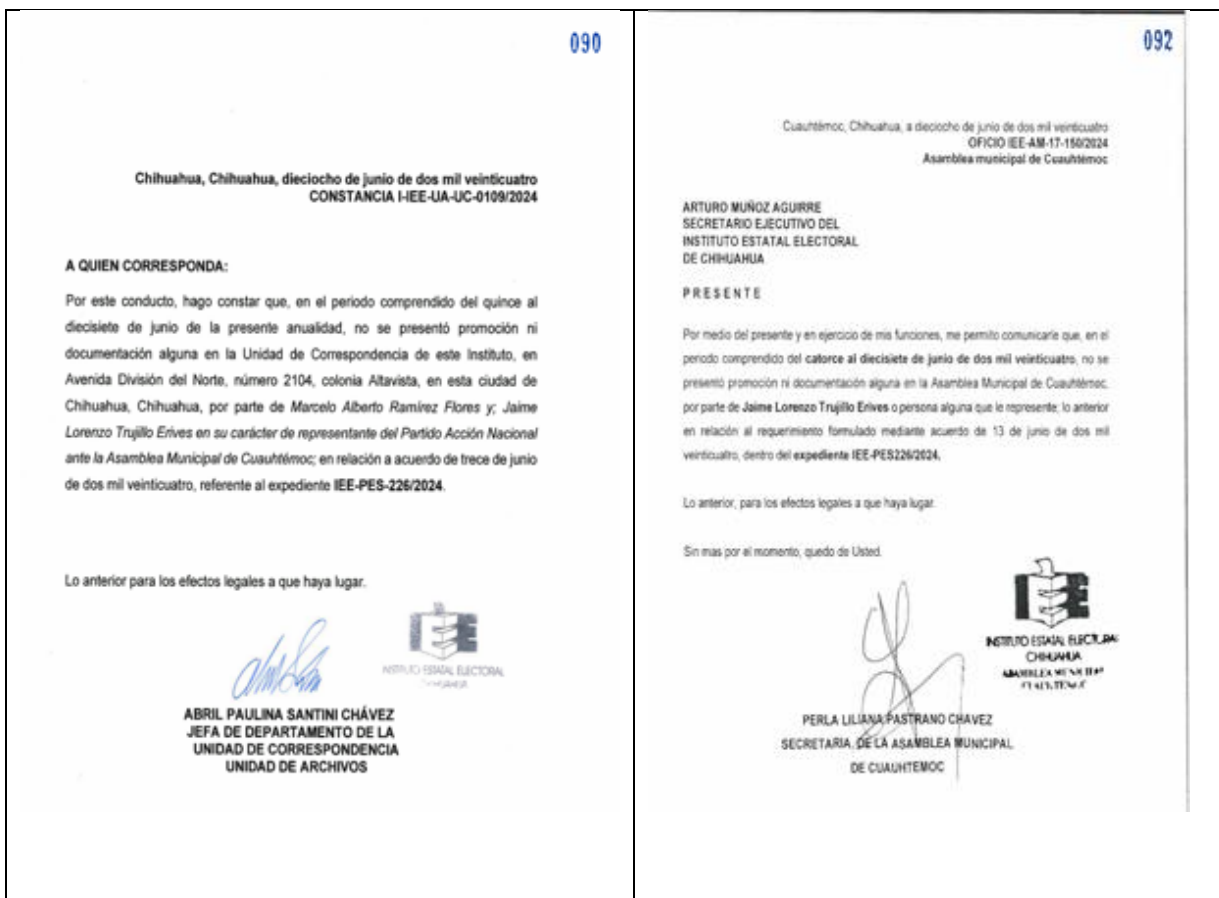 090
Chihuahua, Chihuahua, dieciocho de junio de dos mil veinticuatro
CONSTANCIA I-IEE-UA-UC-0109/2024
A QUIEN CORRESPONDA:
Por este conducto, hago constar que, en el periodo comprendido del quince al
diecisiete de junio de la presente anualidad, no se presentó promoción ni
documentación alguna en la Unidad de Correspondencia de este Instituto, en
Avenida División del Norte, número 2104, colonia Altavista, en esta ciudad de
Chihuahua, Chihuahua, por parte de Marcelo Alberto Ramírez Flores y; Jaime
Lorenzo Trujillo Erives en su carácter de representante del Partido Acción Nacional
ante la Asamblea Municipal de Cuauhtémoc; en relación a acuerdo de trece de junio
de dos mil veinticuatro, referente al expediente IEE-PES-226/2024.
Lo anterior para los efectos legales a que haya lugar.
INSTITUTO ESTATAL ELECTORAL
CHIHUAHUA
ABRIL PAULINA SANTINI CHÁVEZ
JEFA DE DEPARTAMENTO DE LA
UNIDAD DE CORRESPONDENCIA
UNIDAD DE ARCHIVOS
092
Cuauhtémoc, Chihuahua, a dieciocho de junio de dos mil veinticuatro
OFICIO IEE-AM-17-150/2024
Asamblea municipal de Cuauhtémoc
ARTURO MUÑOZ AGUIRRE
SECRETARIO EJECUTIVO DEL
INSTITUTO ESTATAL ELECTORAL
DE CHIHUAHUA
P R E S E N T E
Por medio del presente y en ejercicio de mis funciones, me permito comunicarle que, en el
periodo comprendido del catorce al diecisiete de junio de dos mil veinticuatro, no se
presentó promoción ni documentación alguna en la Asamblea Municipal de Cuauhtémoc,
por parte de Jaime Lorenzo Trujillo Erives o persona alguna que le represente; lo anterior
en relación al requerimiento formulado mediante acuerdo de 13 de junio de dos mil
veinticuatro, dentro del expediente IEE-PES226/2024.
Lo anterior, para los efectos legales a que haya lugar.
Sin mas por el momento, quedo de Usted.
INSTITUTO ESTATAL ELECTORAL
CHIHUAHUA
ASAMBLEA MUNICIPAL
CUAUHTEMOC
PERLA LILIANA PASTRANO CHAVEZ
SECRETARIA. DE LA ASAMBLEA MUNICIPAL
DE CUAUHTEMOC